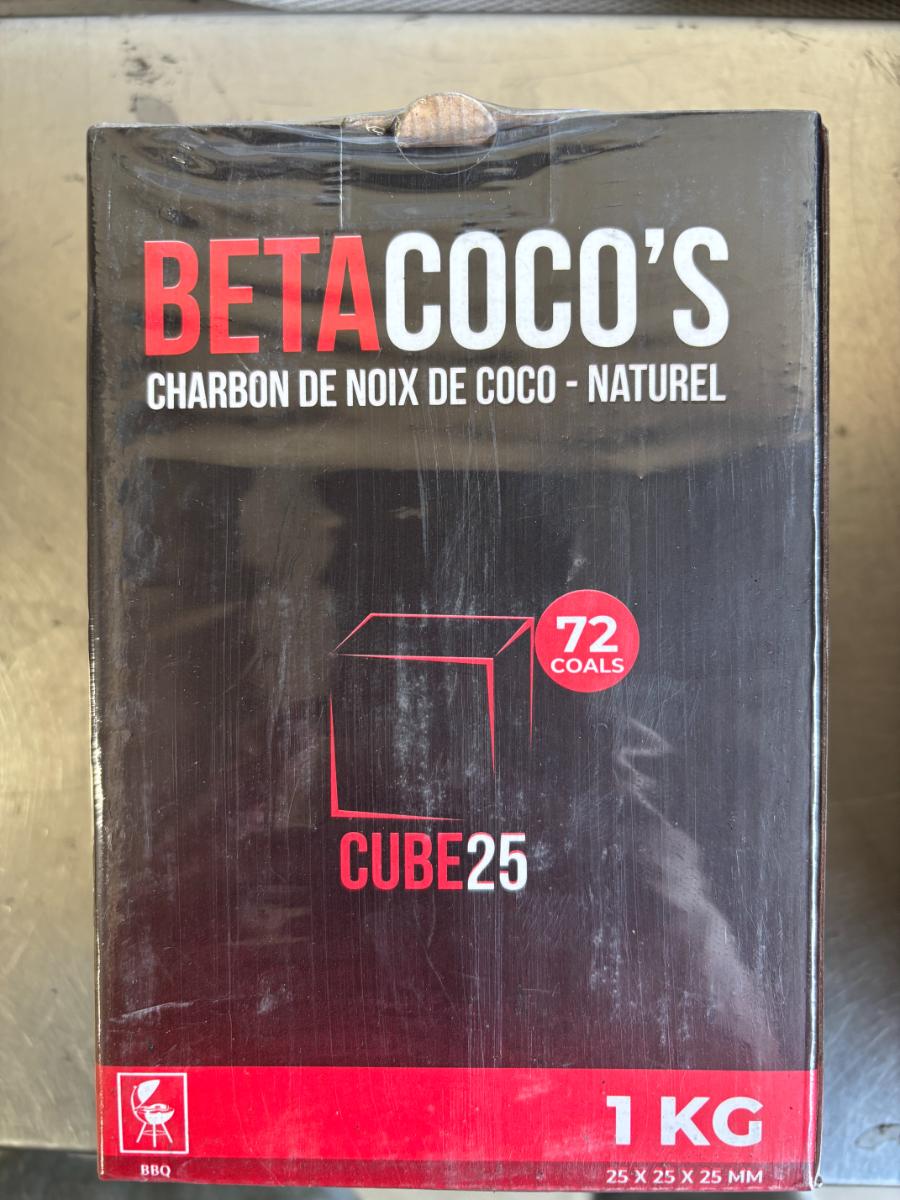 BETACOCO'S
CHARBON DE NOIX DE COCO - NATUREL
72
COALS
CUBE25
1 KG
BBQ
25 X 25 X 25 MM